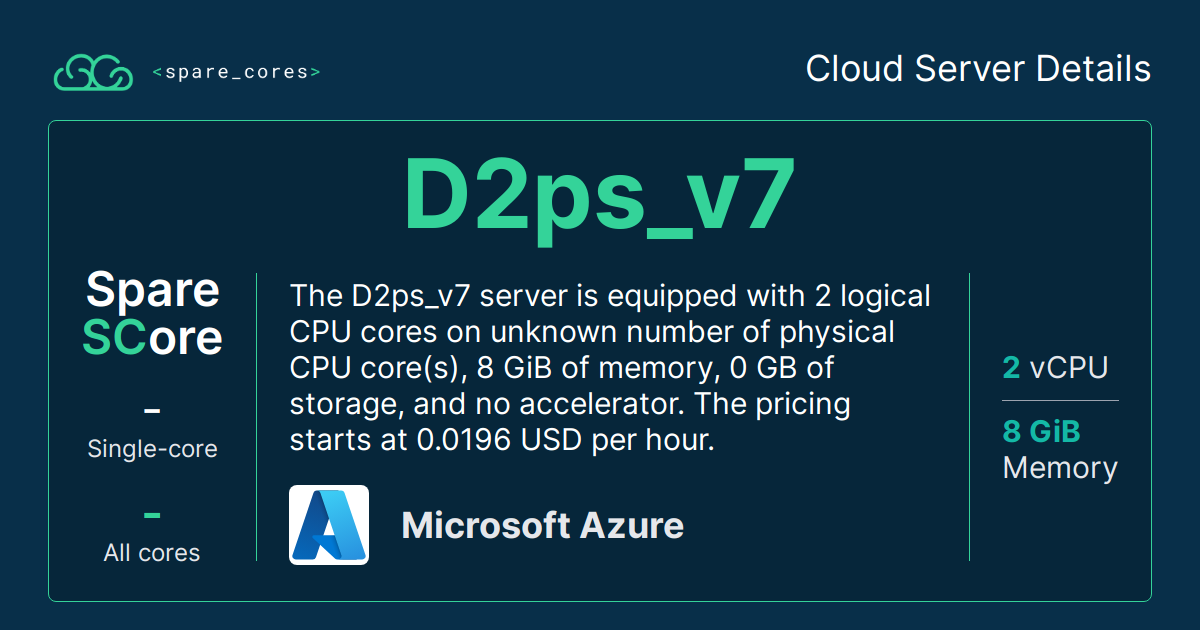 <spare_cores>
Cloud Server Details
D2ps_v7
Spare
SCore
–
Single-core
–
All cores
The D2ps_v7 server is equipped with 2 logical
CPU cores on unknown number of physical
CPU core(s), 8 GiB of memory, 0 GB of
storage, and no accelerator. The pricing
starts at 0.0196 USD per hour.
Microsoft Azure
2 vCPU
8 GiB
Memory